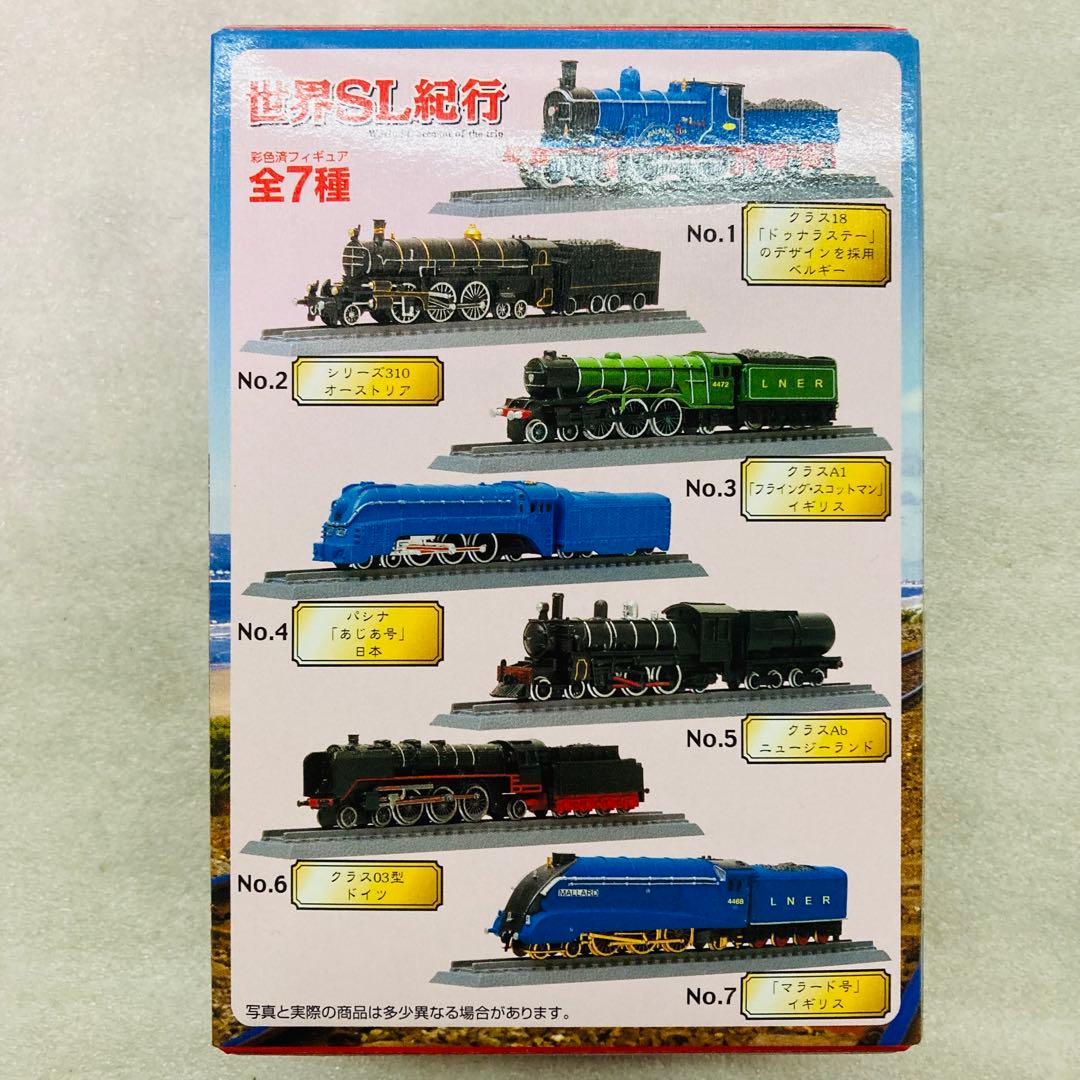 世界SL紀行
World SL account of the trip
彩色済フィギュア
全7種
No.1
クラス18
「ドゥナラステー」
のデザインを採用
ベルギー
No.2
シリーズ310
オーストリア
4472
LNER
No.3
クラスA1
「フライング・スコットマン」
イギリス
No.4
パシナ
「あじあ号」
日本
No.5
クラスAb
ニュージーランド
No.6
クラス03型
ドイツ
MALLARD
4468
LNER
No.7
「マラード号」
イギリス
写真と実際の商品は多少異なる場合があります。